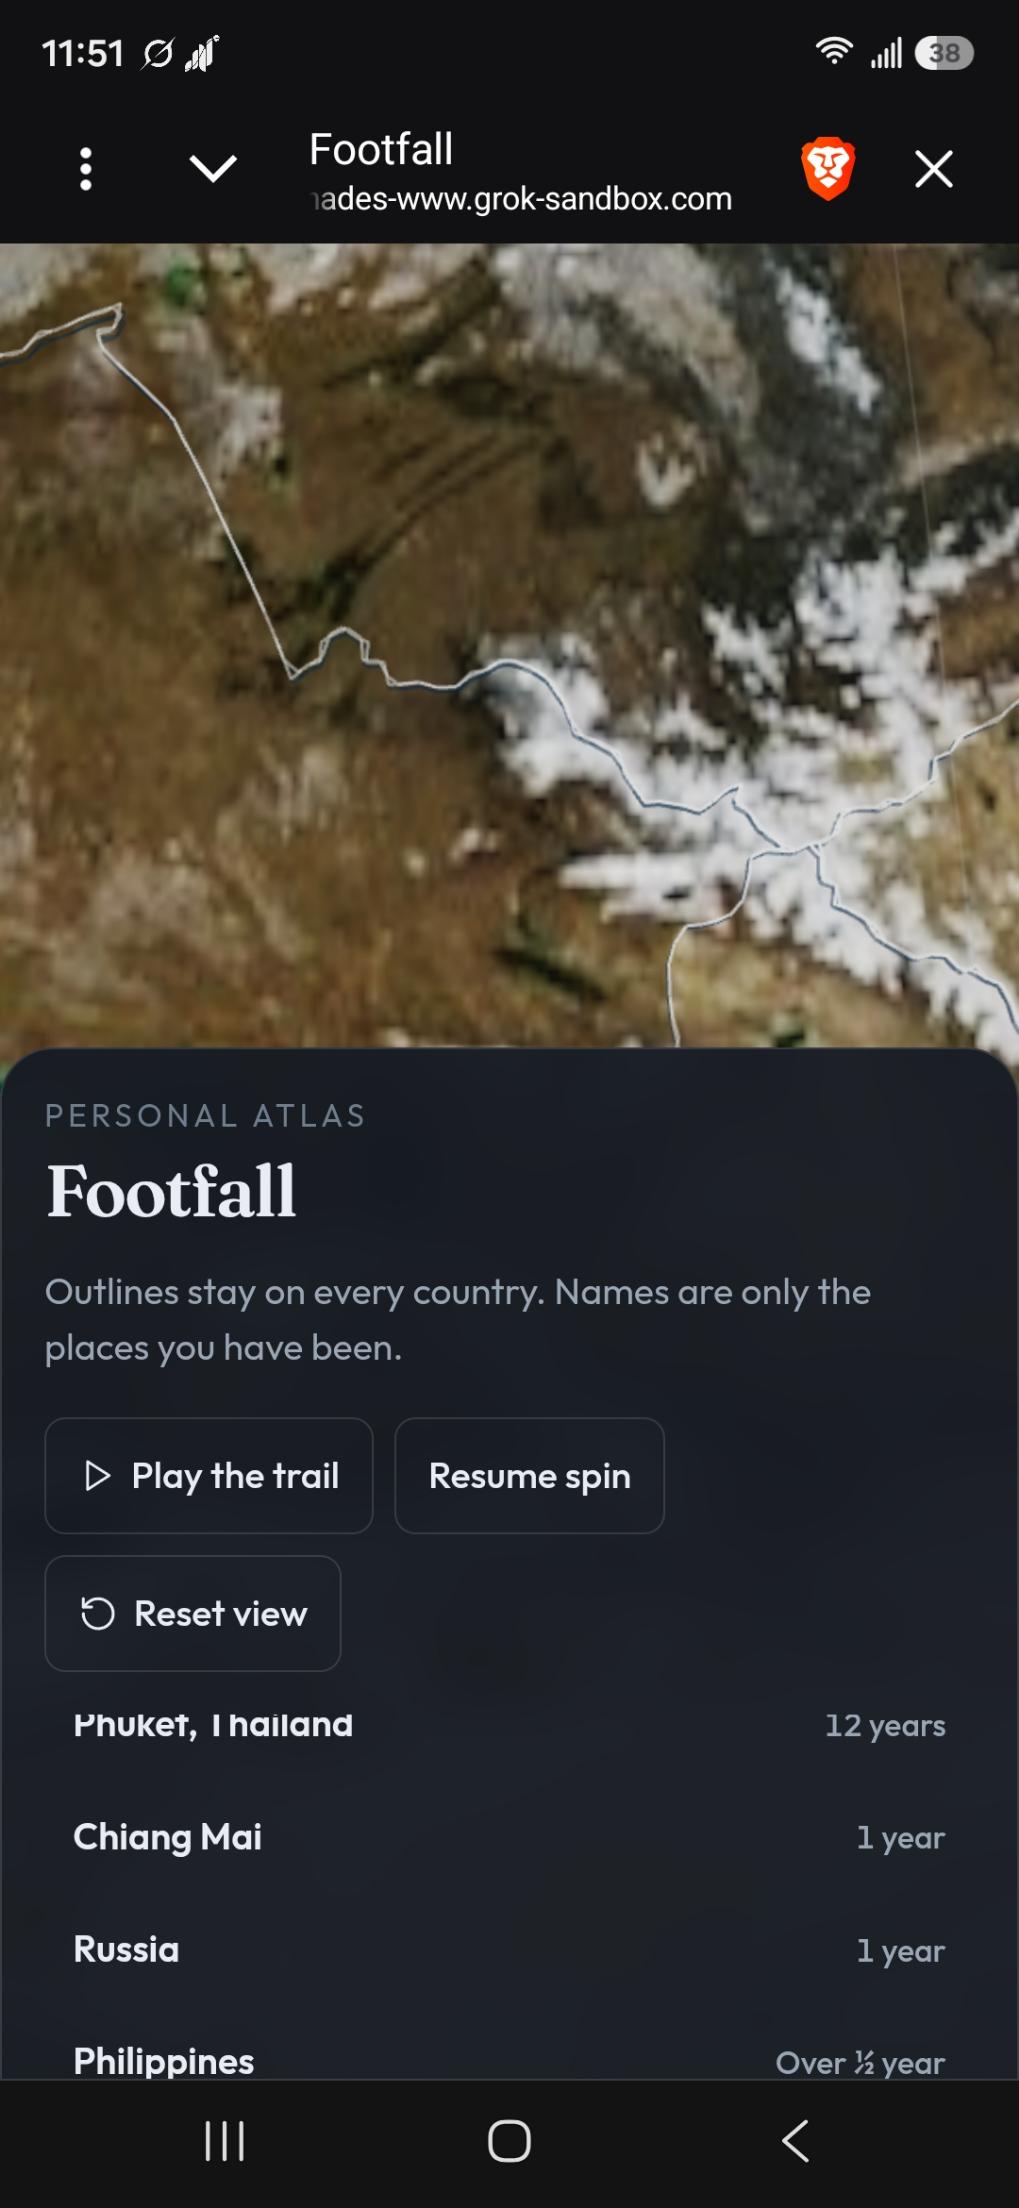 11:51
38
Footfall
ades-www.grok-sandbox.com
PERSONAL ATLAS
Footfall
Outlines stay on every country. Names are only the
places you have been.
Play the trail
Resume spin
Reset view
Phuket, Thailand
12 years
Chiang Mai
1 year
Russia
1 year
Philippines
Over ½ year